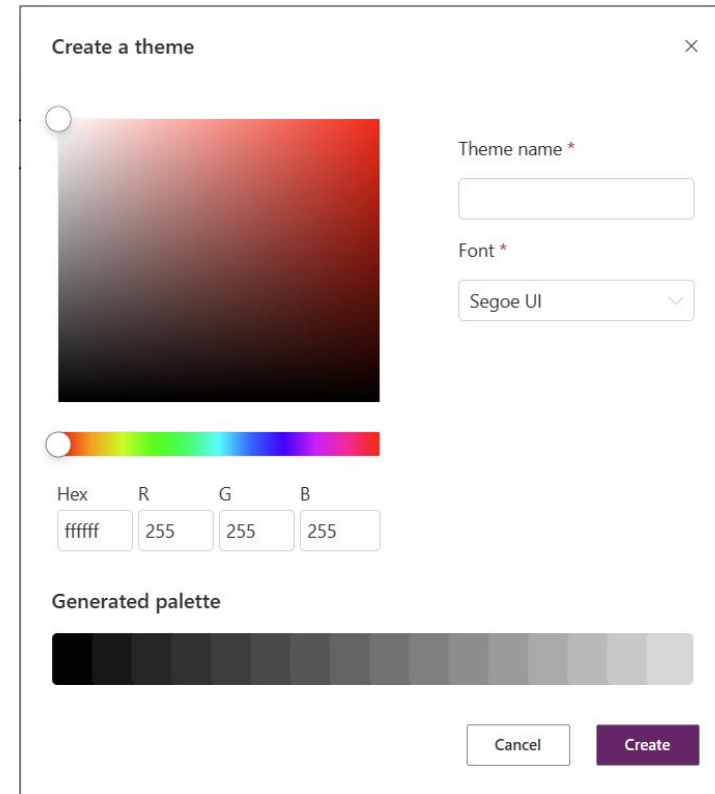 Create a theme
Theme name *
Font *
Segoe UI
Hex R G B
ffffff 255 255 255
Generated palette
Cancel Create